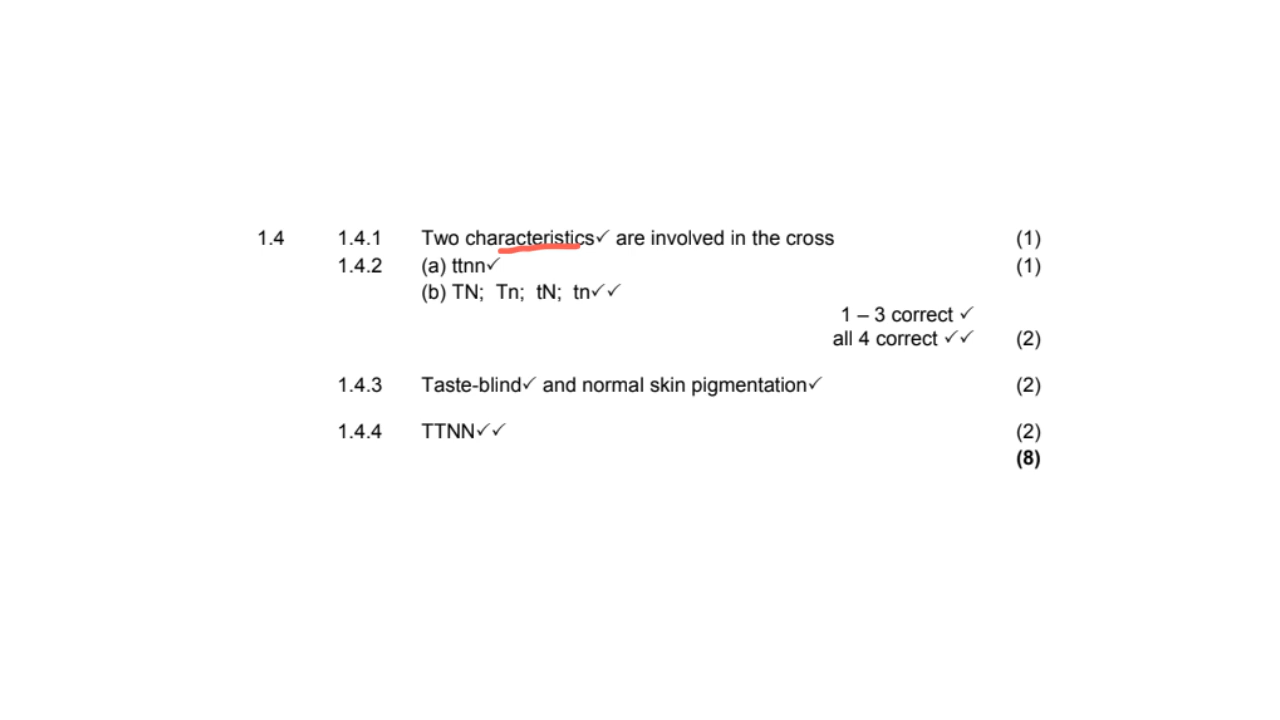 1.4 1.4.1 Two characteristics✓ are involved in the cross (1)
1.4.2 (a) ttnn✓ (1)
(b) TN; Tn; tN; tn✓✓
1 – 3 correct ✓
all 4 correct ✓✓ (2)
1.4.3 Taste-blind✓ and normal skin pigmentation✓ (2)
1.4.4 TTNN✓✓ (2)
(8)